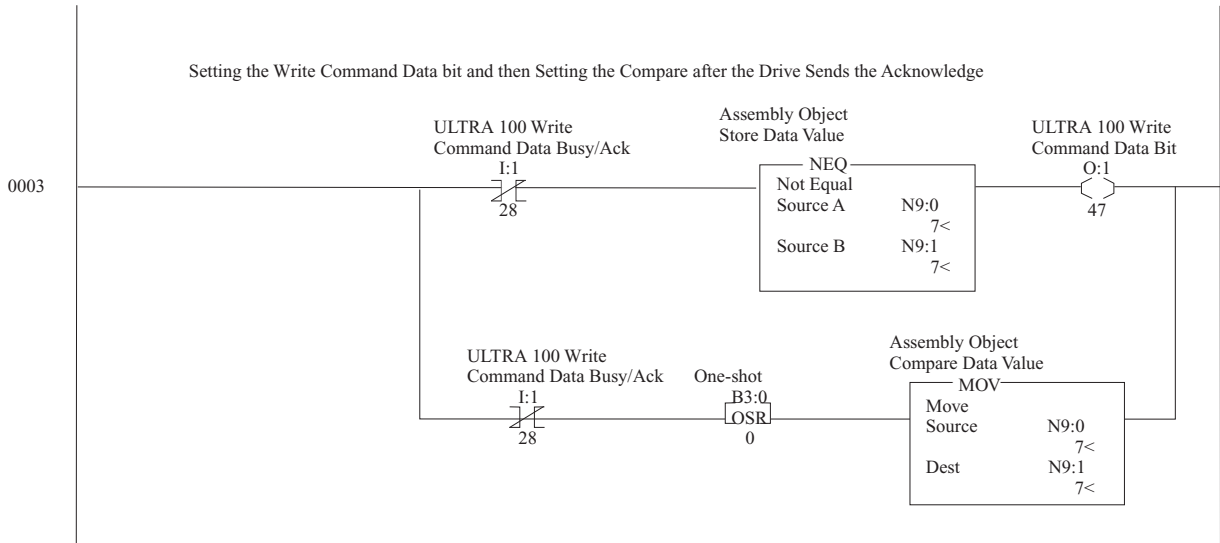 Setting the Write Command Data bit and then Setting the Compare after the Drive Sends the Acknowledge
0003
ULTRA 100 Write
Command Data Busy/Ack
I:1
28
Assembly Object
Store Data Value
NEQ
Not Equal
Source A N9:0
7<
Source B N9:1
7<
ULTRA 100 Write
Command Data Bit
O:1
47
ULTRA 100 Write
Command Data Busy/Ack
I:1
28
One-shot
B3:0
OSR
0
Assembly Object
Compare Data Value
MOV
Move
Source N9:0
7<
Dest N9:1
7<